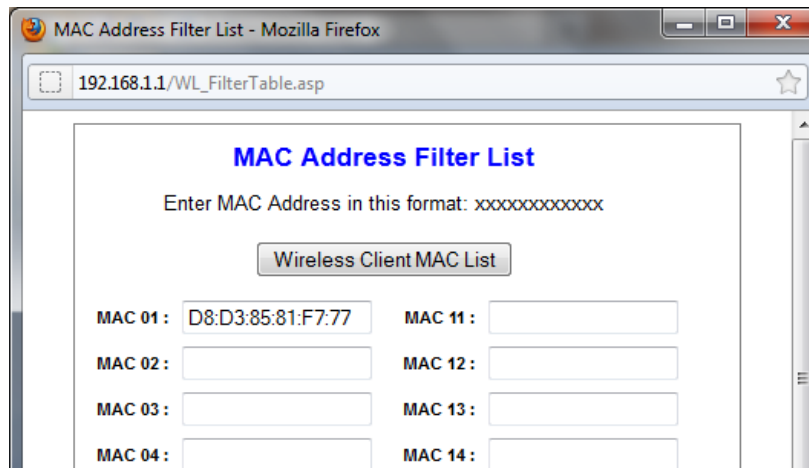 MAC Address Filter List - Mozilla Firefox
192.168.1.1/WL_FilterTable.asp
MAC Address Filter List
Enter MAC Address in this format: xxxxxxxxxxxx
Wireless Client MAC List
MAC 01 : D8:D3:85:81:F7:77 MAC 11 :
MAC 02 : MAC 12 :
MAC 03 : MAC 13 :
MAC 04 : MAC 14 :